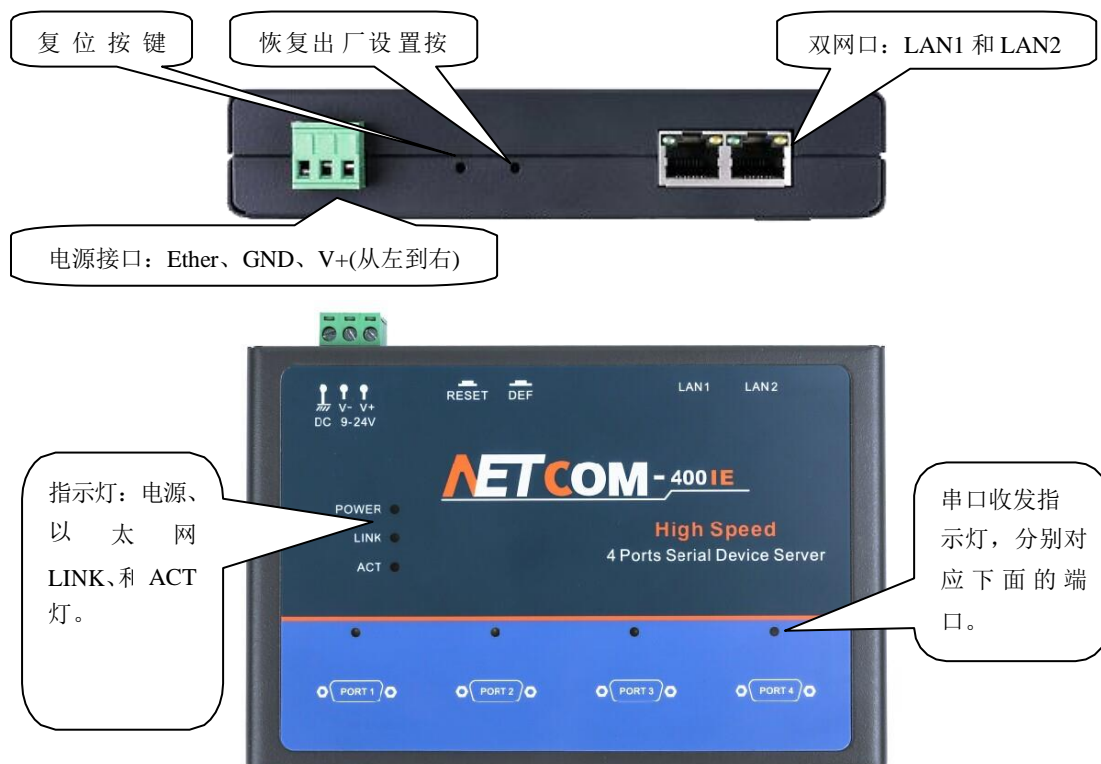 复位按键
恢复出厂设置按
双网口：LAN1 和 LAN2
电源接口：Ether、GND、V+(从左到右)
V- V+
DC 9-24V
RESET DEF
LAN1 LAN2
NETCOM-400IE
指示灯：电源、
以太网
LINK、和 ACT
灯。
POWER
LINK
ACT
High Speed
4 Ports Serial Device Server
串口收发指
示灯，分别对
应下面的端
口。
PORT 1
PORT 2
PORT 3
PORT 4